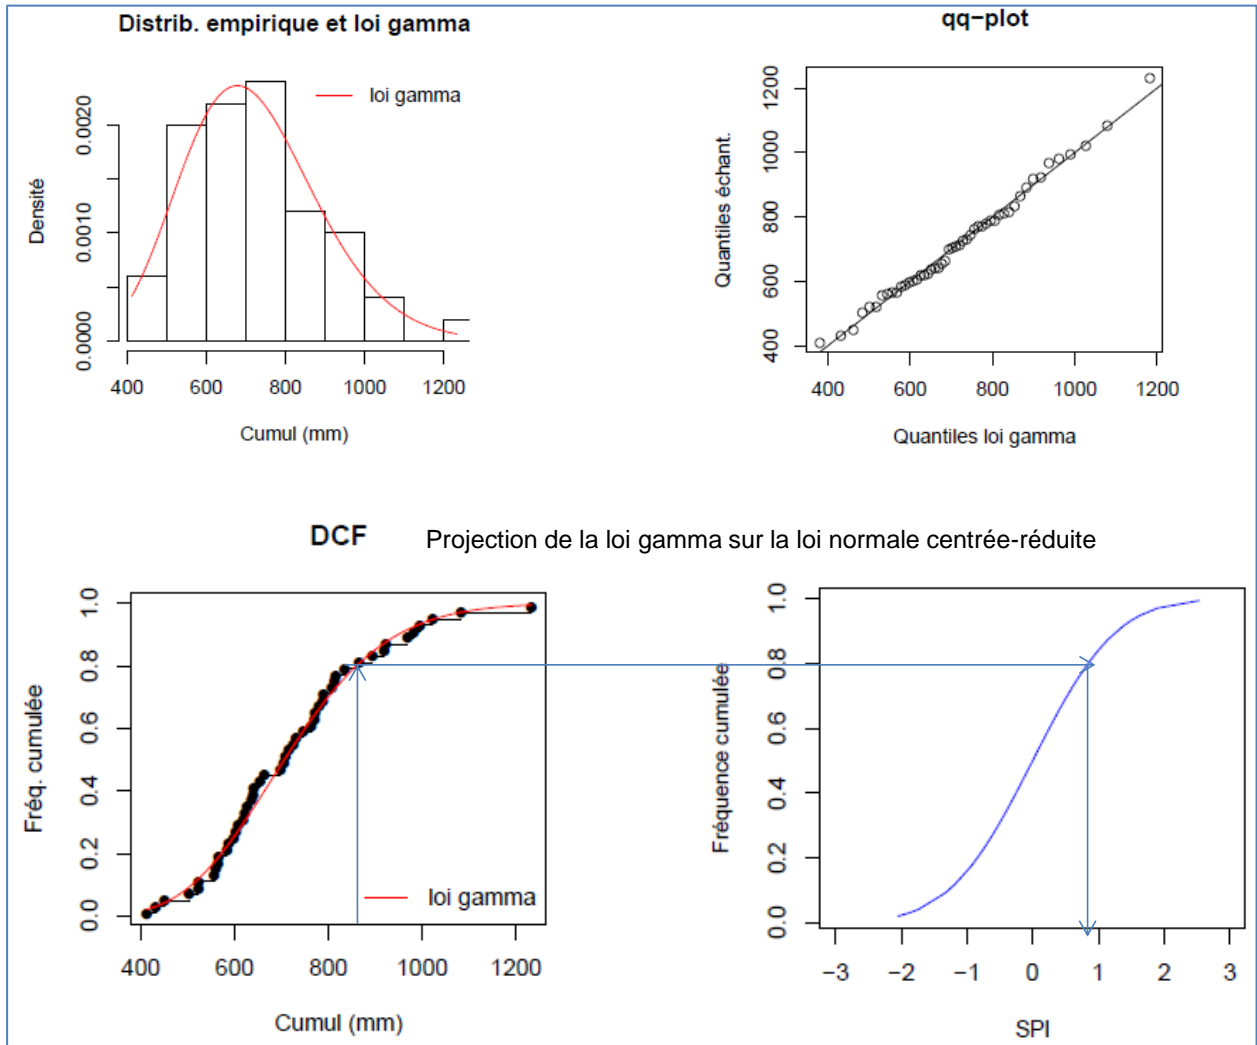 Distrib. empirique et loi gamma
loi gamma
Densité
0.0000 0.0010 0.0020
400 600 800 1000 1200
Cumul (mm)
qq−plot
Quantiles échant.
400 600 800 1000 1200
400 600 800 1000 1200
Quantiles loi gamma
DCF
Projection de la loi gamma sur la loi normale centrée-réduite
Fréq. cumulée
0.0 0.2 0.4 0.6 0.8 1.0
loi gamma
400 600 800 1000 1200
Cumul (mm)
Fréquence cumulée
0.0 0.2 0.4 0.6 0.8 1.0
−3 −2 −1 0 1 2 3
SPI